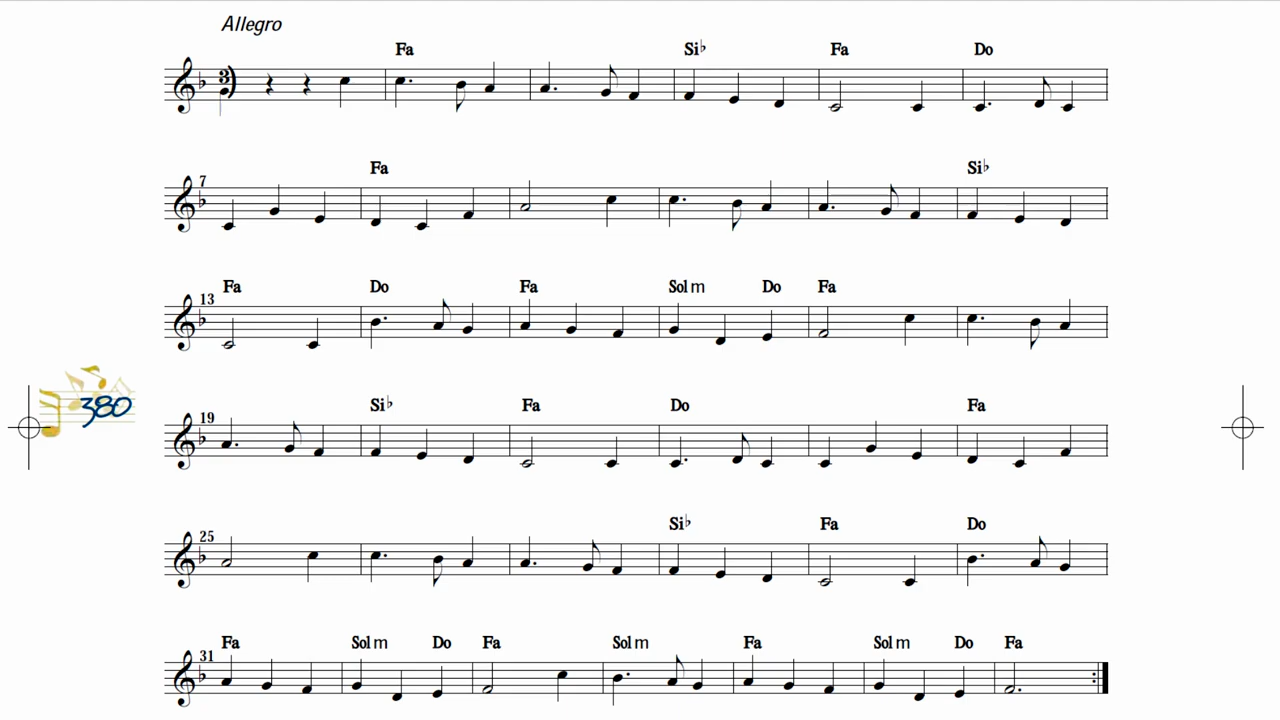 Allegro
Fa Si♭ Fa Do
3
7 Fa Si♭
13 Fa Do Fa Sol m Do Fa
380
19 Si♭ Fa Do Fa
25 Si♭ Fa Do
31 Fa Sol m Do Fa Sol m Fa Sol m Do Fa